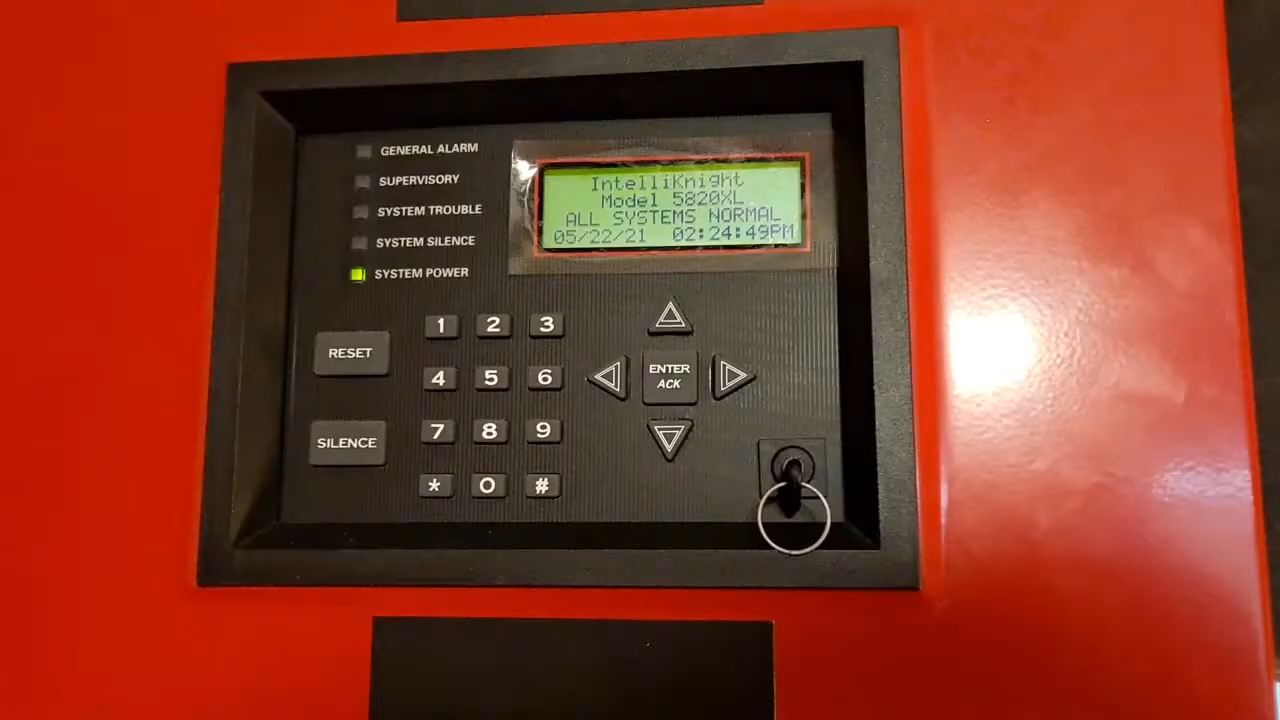 GENERAL ALARM
SUPERVISORY
SYSTEM TROUBLE
SYSTEM SILENCE
SYSTEM POWER
IntelliKnight
Model 5820XL
ALL SYSTEMS NORMAL
05/22/21 02:24:49PM
RESET
SILENCE
1 2 3
4 5 6
7 8 9
* 0 #
ENTER
ACK